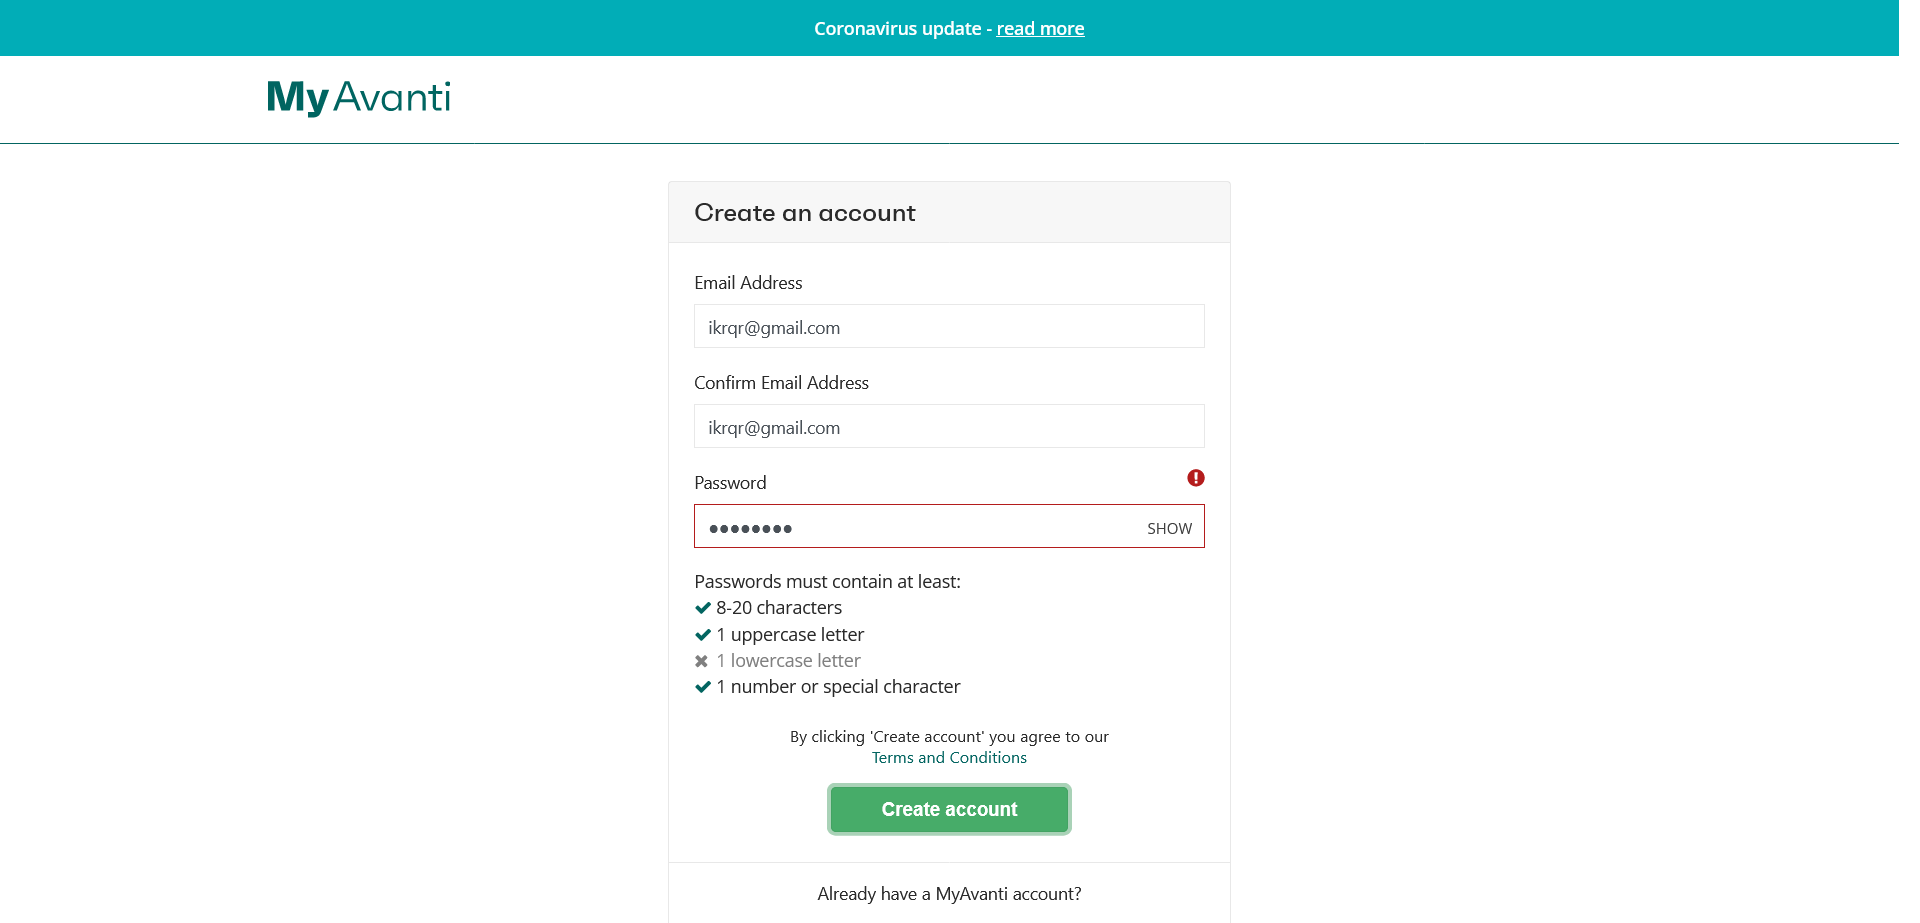 Coronavirus update - read more
My Avanti
Create an account
Email Address
ikrqr@gmail.com
Confirm Email Address
ikrqr@gmail.com
Password
SHOW
Passwords must contain at least:
8-20 characters
1 uppercase letter
1 lowercase letter
1 number or special character
By clicking 'Create account' you agree to our
Terms and Conditions
Create account
Already have a MyAvanti account?